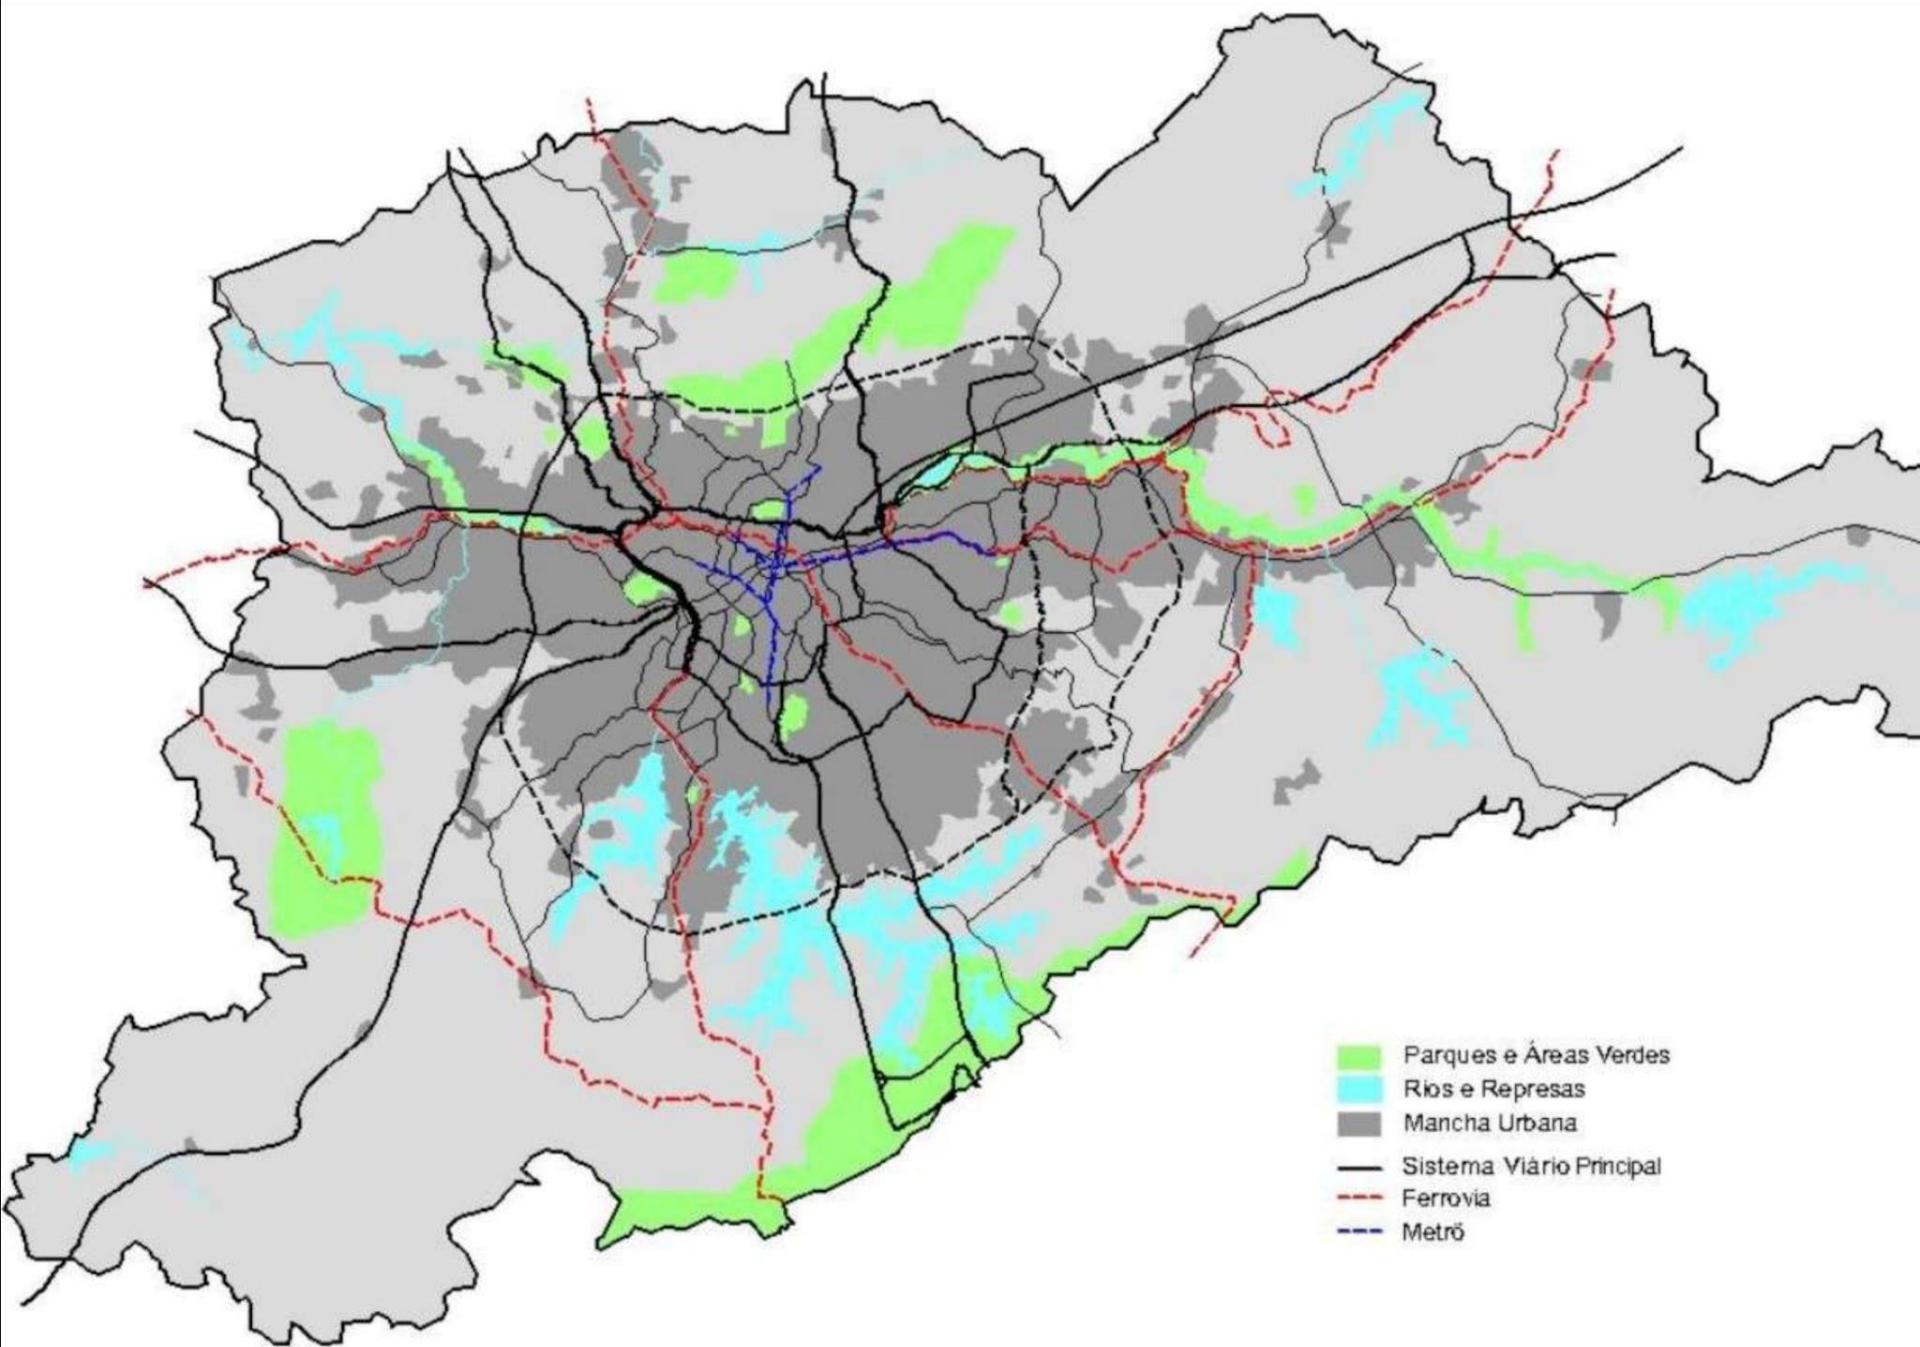 Parques e Áreas Verdes
Rios e Represas
Mancha Urbana
Sistema Viário Principal
Ferrovia
Metrô